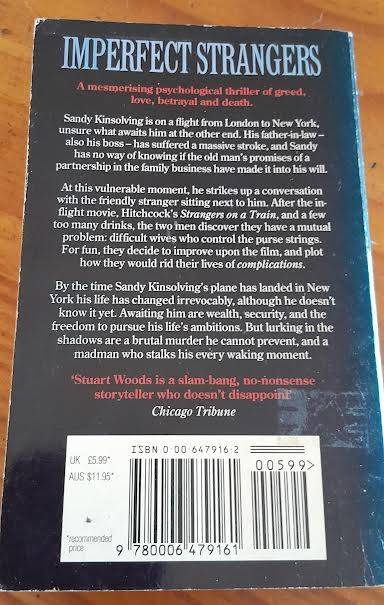 IMPERFECT STRANGERS
A mesmerising psychological thriller of greed,
love, betrayal and death.
Sandy Kinsolving is on a flight from London to New York,
unsure what awaits him at the other end. His father-in-law –
also his boss – has suffered a massive stroke, and Sandy
has no way of knowing if the old man's promises of a
partnership in the family business have made it into his will.
At this vulnerable moment, he strikes up a conversation
with the friendly stranger sitting next to him. After the in-
flight movie, Hitchcock's Strangers on a Train, and a few
too many drinks, the two men discover they have a mutual
problem: difficult wives who control the purse strings.
For fun, they decide to improve upon the film, and plot
how they would rid their lives of complications.
By the time Sandy Kinsolving's plane has landed in New
York his life has changed irrevocably, although he doesn't
know it yet. Awaiting him are wealth, security, and the
freedom to pursue his life's ambitions. But lurking in the
shadows are a brutal murder he cannot prevent, and a
madman who stalks his every waking moment.
'Stuart Woods is a slam-bang, no-nonsense
storyteller who doesn't disappoint'
Chicago Tribune
ISBN 0-00-647916-2
UK £5.99*
AUS $11.95*
00599>
*recommended
price
9 780006 479161